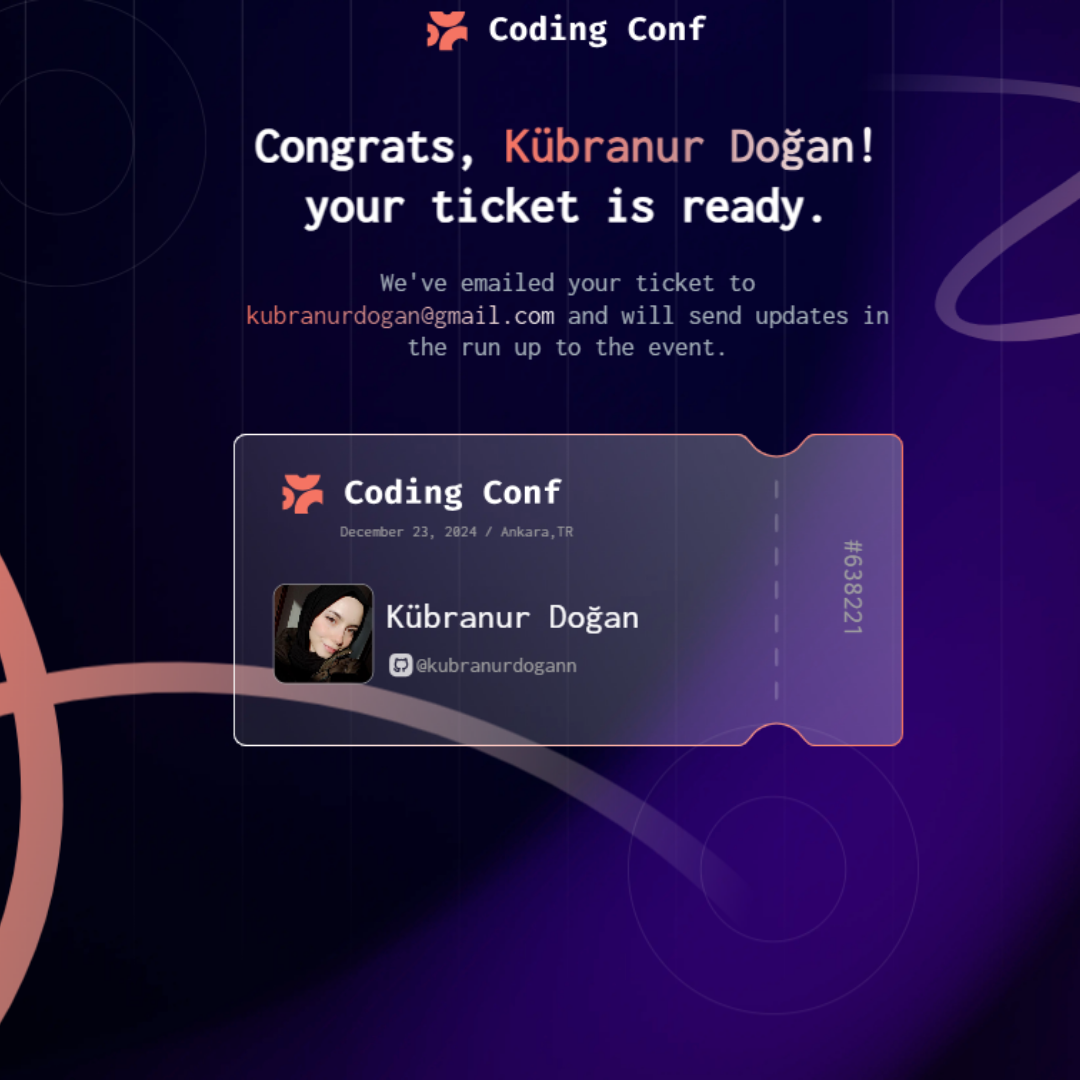 Coding Conf
Congrats, Kübranur Doğan!
your ticket is ready.
We've emailed your ticket to
kubranurdogan@gmail.com and will send updates in
the run up to the event.
Coding Conf
December 23, 2024 / Ankara,TR
Kübranur Doğan
@kubranurdogann
#638221